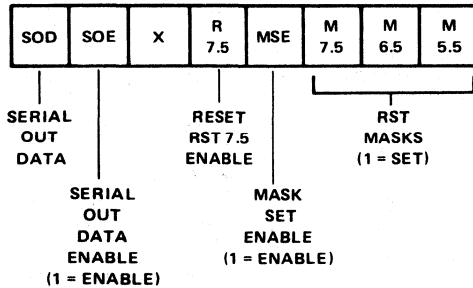 SOD SOE X R 7.5 MSE M 7.5 M 6.5 M 5.5
SERIAL
OUT
DATA
SERIAL
OUT
DATA
ENABLE
(1 = ENABLE)
RESET
RST 7.5
ENABLE
MASK
SET
ENABLE
(1 = ENABLE)
RST
MASKS
(1 = SET)